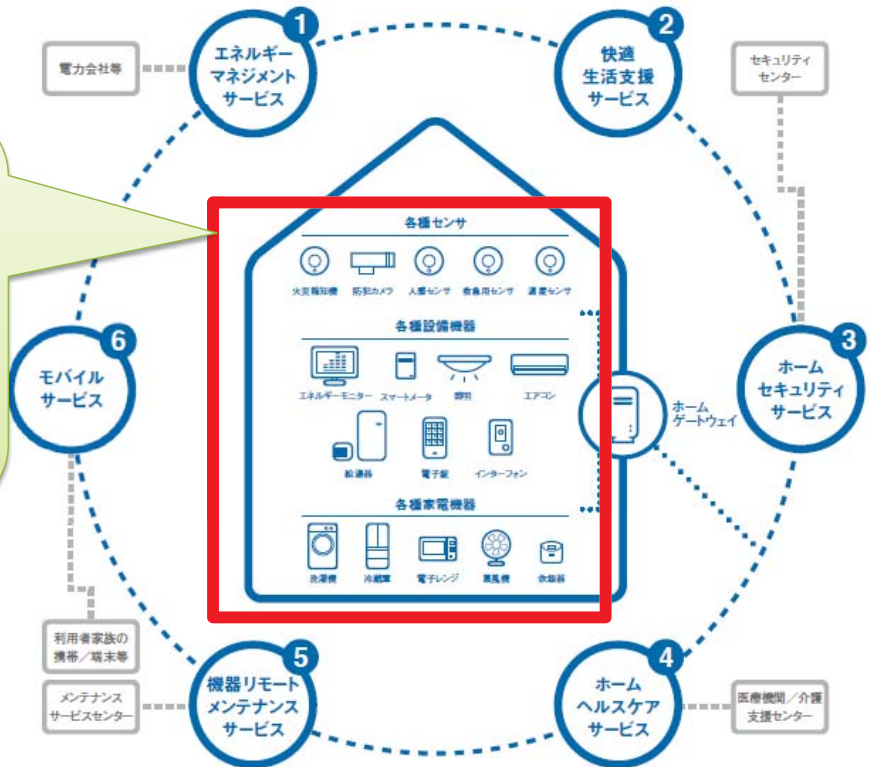 1
エネルギー
マネジメント
サービス
電力会社等
2
快適
生活支援
サービス
セキュリティ
センター
各種センサ
火災報知機
防犯カメラ
人感センサ
救急用センサ
温度センサ
各種設備機器
エネルギーモニター
スマートメータ
照明
エアコン
給湯器
電子錠
インターフォン
各種家電機器
洗濯機
冷蔵庫
電子レンジ
扇風機
炊飯器
ホーム
ゲートウェイ
3
ホーム
セキュリティ
サービス
6
モバイル
サービス
利用者家族の
携帯/端末等
メンテナンス
サービスセンター
5
機器リモート
メンテナンス
サービス
4
ホーム
ヘルスケア
サービス
医療機関/介護
支援センター